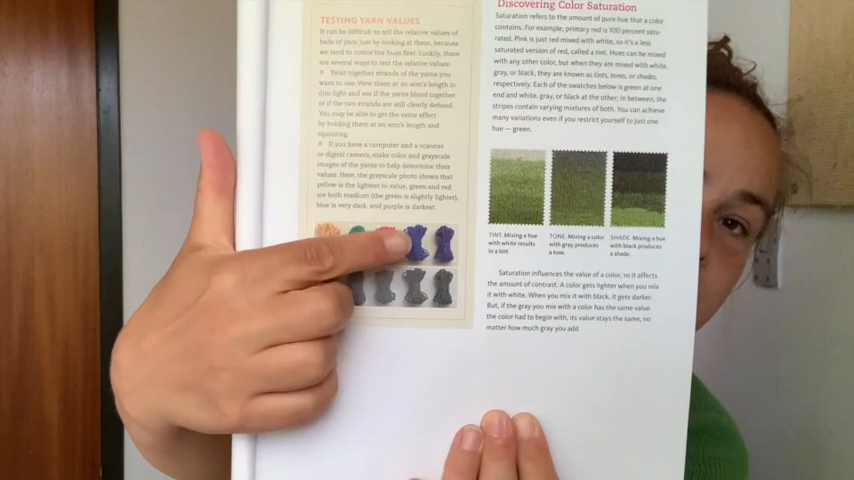 TESTING YARN VALUES
It can be difficult to tell the relative values of
balls of yarn just by looking at them, because
we tend to notice the hues first. Luckily, there
are several ways to test the relative values:
Twist together strands of the yarns you
want to use. View them at an arm's length in
dim light and see if the yarns blend together
or if the two strands are still clearly defined.
You may be able to get the same effect
by holding them at an arm's length and
squinting.
If you have a computer and a scanner
or digital camera, make color and grayscale
images of the yarns to help determine their
values. Here, the grayscale photo shows that
yellow is the lightest in value, green and red
are both medium (the green is slightly lighter),
blue is very dark, and purple is darkest.
Discovering Color Saturation
Saturation refers to the amount of pure hue that a color
contains. For example, primary red is 100 percent satu-
rated. Pink is just red mixed with white, so it's a less
saturated version of red, called a tint. Hues can be mixed
with any other color, but when they are mixed with white,
gray, or black, they are known as tints, tones, or shades,
respectively. Each of the swatches below is green at one
end and white, gray, or black at the other; in between, the
stripes contain varying mixtures of both. You can achieve
many variations even if you restrict yourself to just one
hue — green.
TINT. Mixing a hue
with white results
in a tint.
TONE. Mixing a color
with gray produces
a tone.
SHADE. Mixing a hue
with black produces
a shade.
Saturation influences the value of a color, so it affects
the amount of contrast. A color gets lighter when you mix
it with white. When you mix it with black, it gets darker.
But, if the gray you mix with a color has the same value
the color had to begin with, its value stays the same, no
matter how much gray you add.